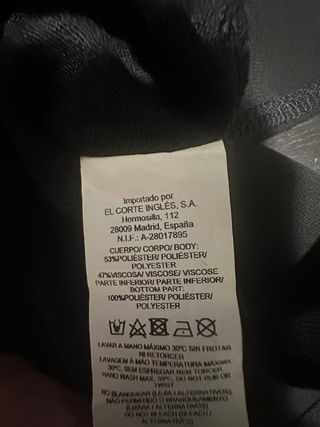 Importado por
EL CORTE INGLÉS, S.A.
Hermosilla, 112
28009 Madrid, España
N.I.F.: A-28017895
CUERPO/ CORPO/ BODY:
53%POLIÉSTER/ POLIÉSTER/
POLYESTER
47%VISCOSA/ VISCOSE/ VISCOSE
PARTE INFERIOR/ PARTE INFERIOR/
BOTTOM PART:
100%POLIÉSTER/ POLIÉSTER/
POLYESTER
LAVAR A MANO MÁXIMO 30ºC SIN FROTAR
NI RETORCER
LAVAGEM À MÃO TEMPERATURA MÁXIMA
30ºC, SEM ESFREGAR NEM TORCER
HAND WASH MAX. 30ºC, DO NOT RUB OR
TWIST
NO BLANQUEAR (LEJIA / ALTERNATIVOS)
NÃO PERMITIDO O BRANQUEAMENTO
(LIXÍVIA / ALTERNATIVOS)
DO NOT BLEACH (BLEACH /
ALTERNATIVES)